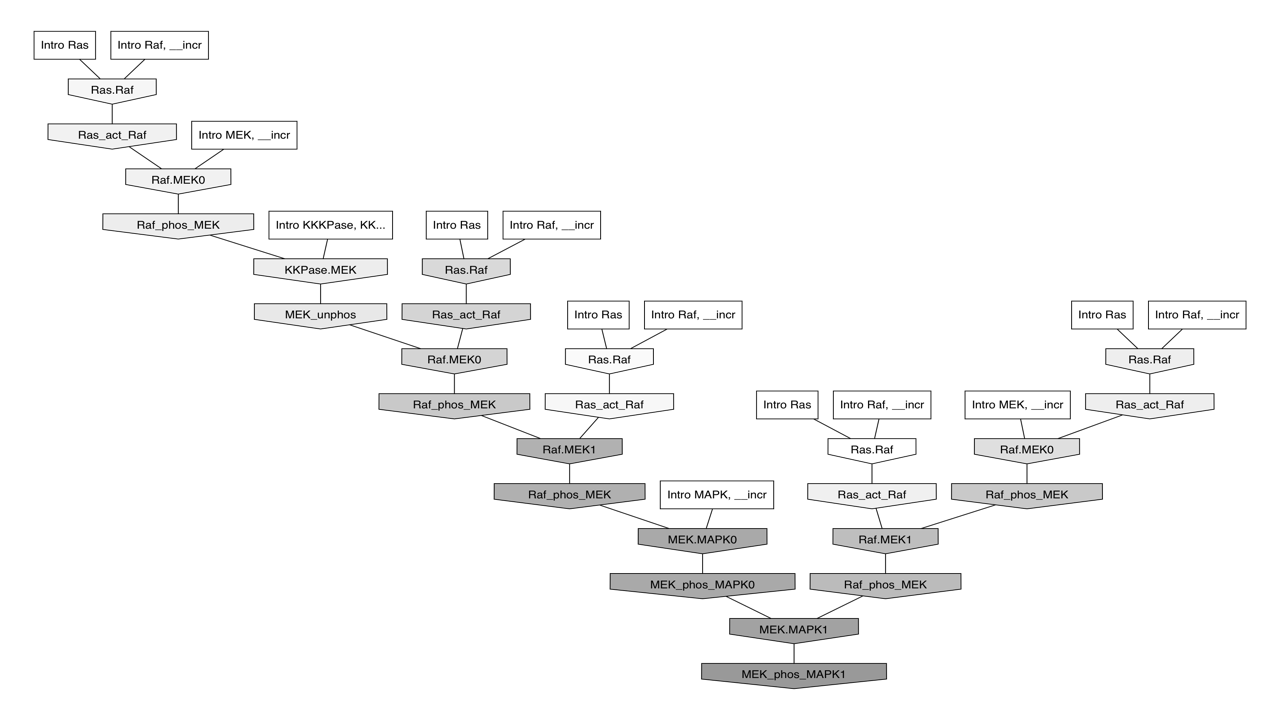 Intro Ras
Intro Raf, __incr
Ras.Raf
Ras_act_Raf
Intro MEK, __incr
Raf.MEK0
Raf_phos_MEK
Intro KKKPase, KK...
Intro Ras
Intro Raf, __incr
KKPase.MEK
Ras.Raf
MEK_unphos
Ras_act_Raf
Intro Ras
Intro Raf, __incr
Intro Ras
Intro Raf, __incr
Raf.MEK0
Ras.Raf
Ras.Raf
Raf_phos_MEK
Ras_act_Raf
Intro Ras
Intro Raf, __incr
Intro MEK, __incr
Ras_act_Raf
Raf.MEK1
Ras.Raf
Raf.MEK0
Raf_phos_MEK
Intro MAPK, __incr
Ras_act_Raf
Raf_phos_MEK
MEK.MAPK0
Raf.MEK1
MEK_phos_MAPK0
Raf_phos_MEK
MEK.MAPK1
MEK_phos_MAPK1